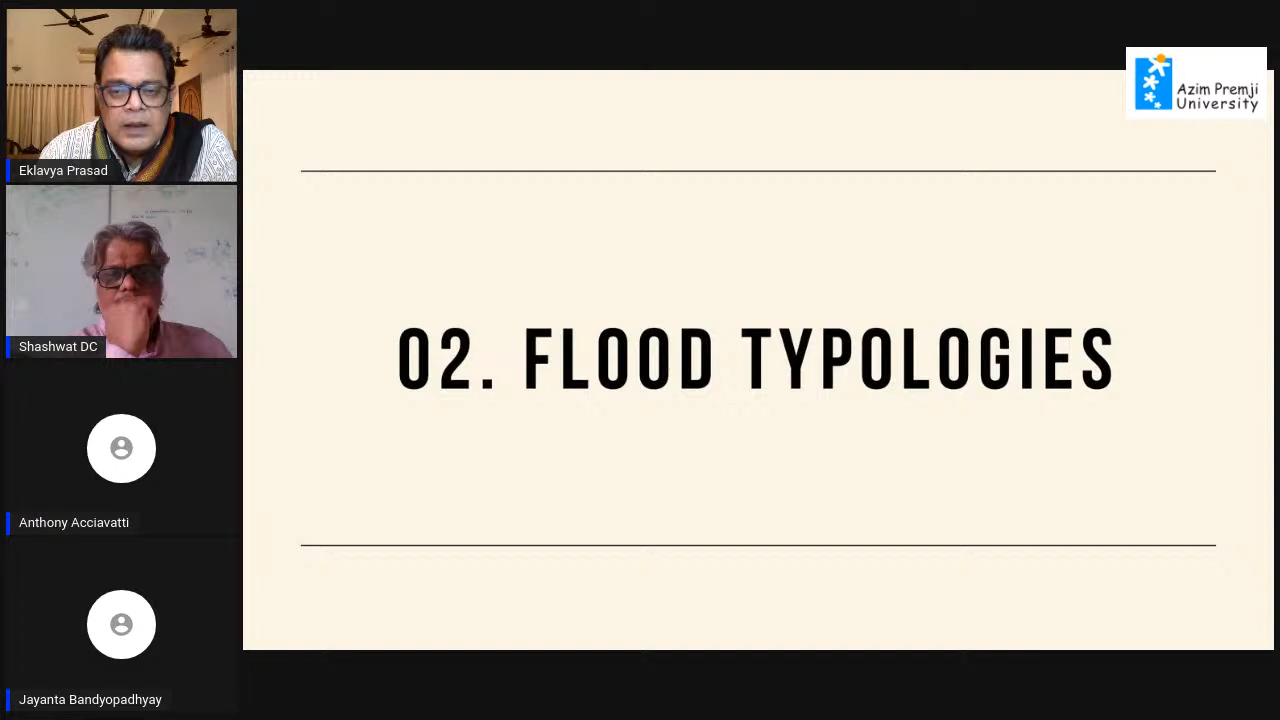 Eklavya Prasad
Shashwat DC
Anthony Acciavatti
Jayanta Bandyopadhyay
Azim Premji
University
02. FLOOD TYPOLOGIES